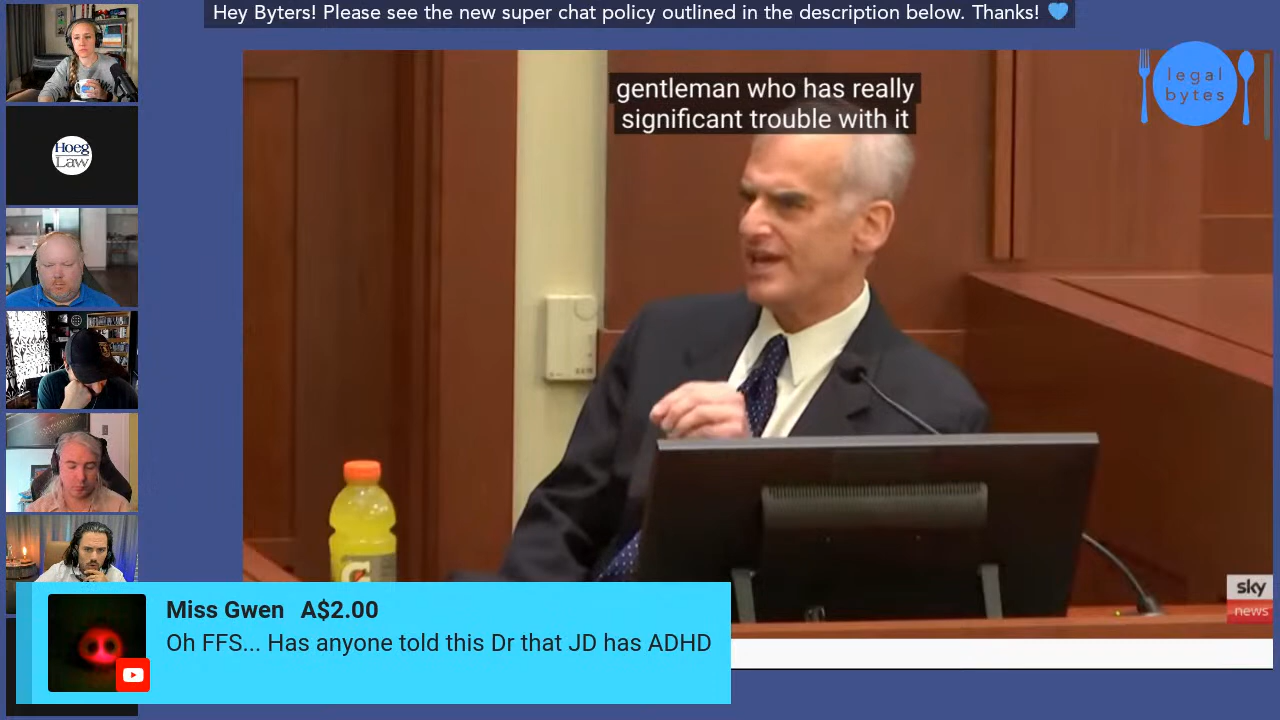 Hey Byters! Please see the new super chat policy outlined in the description below. Thanks! 💙
legal
bytes
gentleman who has really
significant trouble with it
Hoeg
Law
G
sky
news
Miss Gwen A$2.00
Oh FFS... Has anyone told this Dr that JD has ADHD